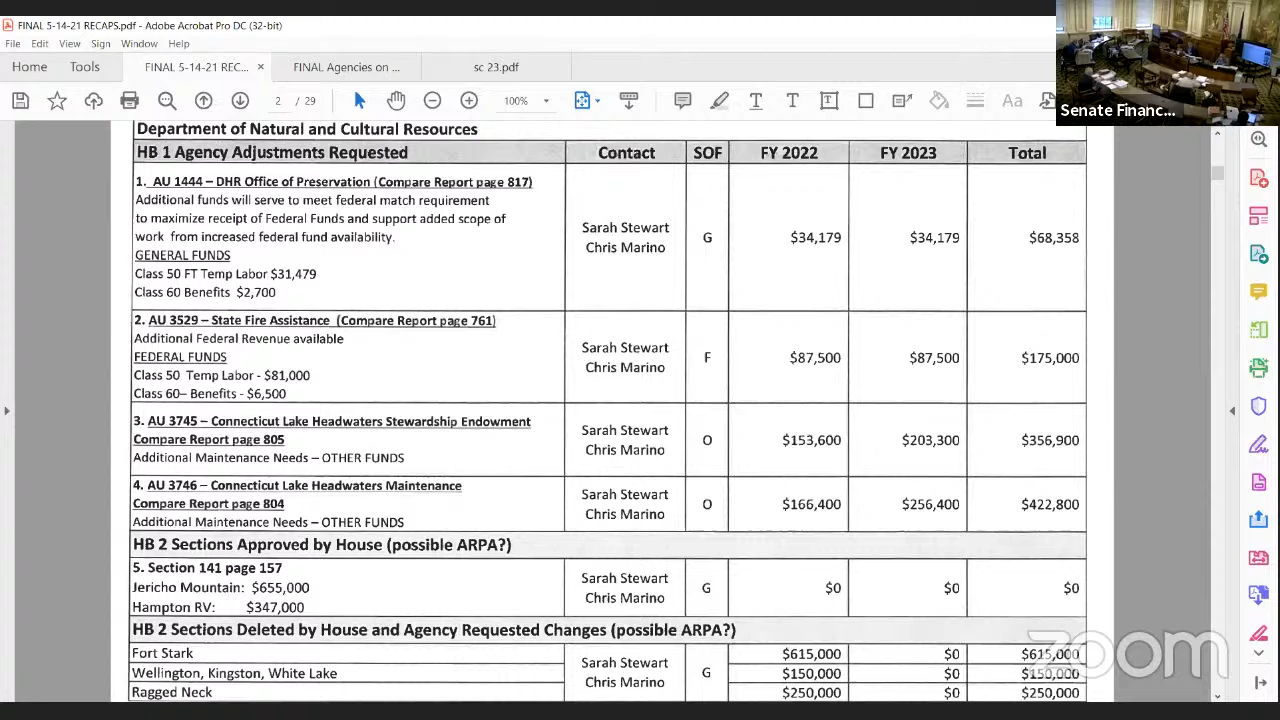 FINAL 5-14-21 RECAPS.pdf - Adobe Acrobat Pro DC (32-bit)
File Edit View Sign Window Help
Home Tools FINAL 5-14-21 REC... × FINAL Agencies on ... sc 23.pdf
/ 29 100%
Senate Financ...
Department of Natural and Cultural Resources
HB 1 Agency Adjustments Requested Contact SOF FY 2022 FY 2023 Total
1. AU 1444 – DHR Office of Preservation (Compare Report page 817)
Additional funds will serve to meet federal match requirement
to maximize receipt of Federal Funds and support added scope of
work from increased federal fund availability.
GENERAL FUNDS
Class 50 FT Temp Labor $31,479
Class 60 Benefits $2,700
Sarah Stewart
Chris Marino
G $34,179 $34,179 $68,358
2. AU 3529 – State Fire Assistance (Compare Report page 761)
Additional Federal Revenue available
FEDERAL FUNDS
Class 50 Temp Labor - $81,000
Class 60– Benefits - $6,500
Sarah Stewart
Chris Marino
F $87,500 $87,500 $175,000
3. AU 3745 – Connecticut Lake Headwaters Stewardship Endowment
Compare Report page 805
Additional Maintenance Needs – OTHER FUNDS
Sarah Stewart
Chris Marino
O $153,600 $203,300 $356,900
4. AU 3746 – Connecticut Lake Headwaters Maintenance
Compare Report page 804
Additional Maintenance Needs – OTHER FUNDS
Sarah Stewart
Chris Marino
O $166,400 $256,400 $422,800
HB 2 Sections Approved by House (possible ARPA?)
5. Section 141 page 157
Jericho Mountain: $655,000
Hampton RV: $347,000
Sarah Stewart
Chris Marino
G $0 $0 $0
HB 2 Sections Deleted by House and Agency Requested Changes (possible ARPA?)
Fort Stark $615,000 $0 $615,000
Wellington, Kingston, White Lake $150,000 $0 $150,000
Ragged Neck $250,000 $0 $250,000
Sarah Stewart
Chris Marino
G
zoom